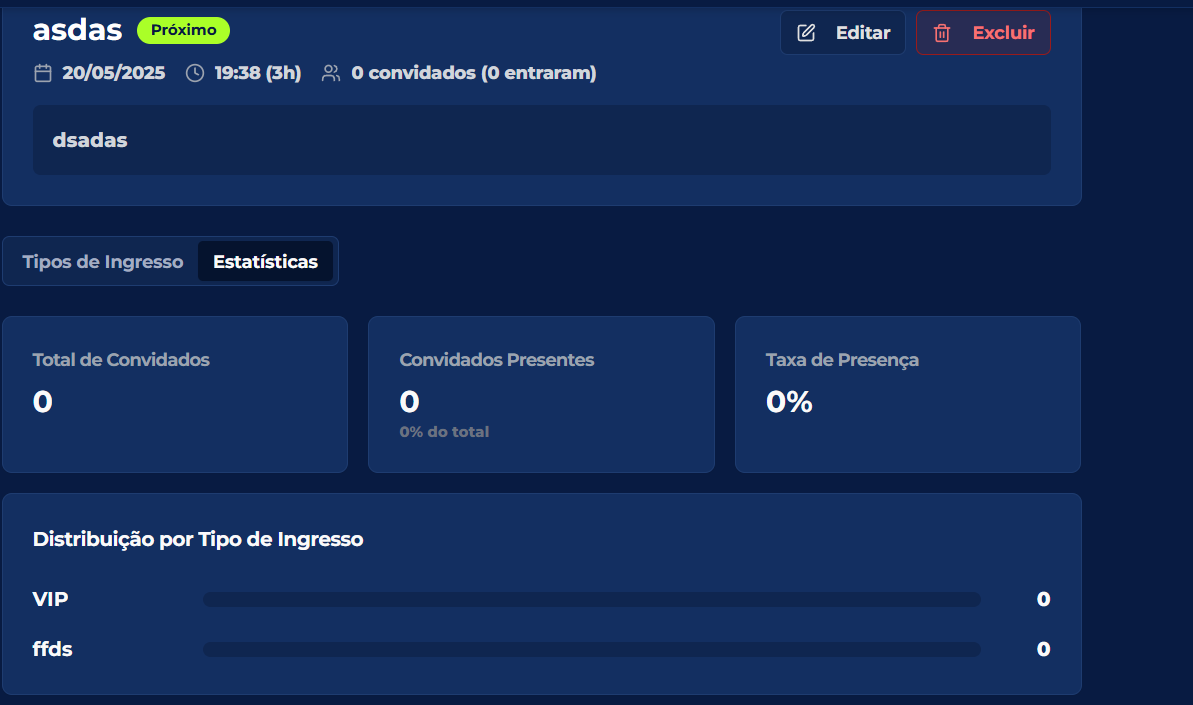 asdas Próximo Editar Excluir
20/05/2025 19:38 (3h) 0 convidados (0 entraram)
dsadas
Tipos de Ingresso Estatísticas
Total de Convidados
0
Convidados Presentes
0
0% do total
Taxa de Presença
0%
Distribuição por Tipo de Ingresso
VIP 0
ffds 0